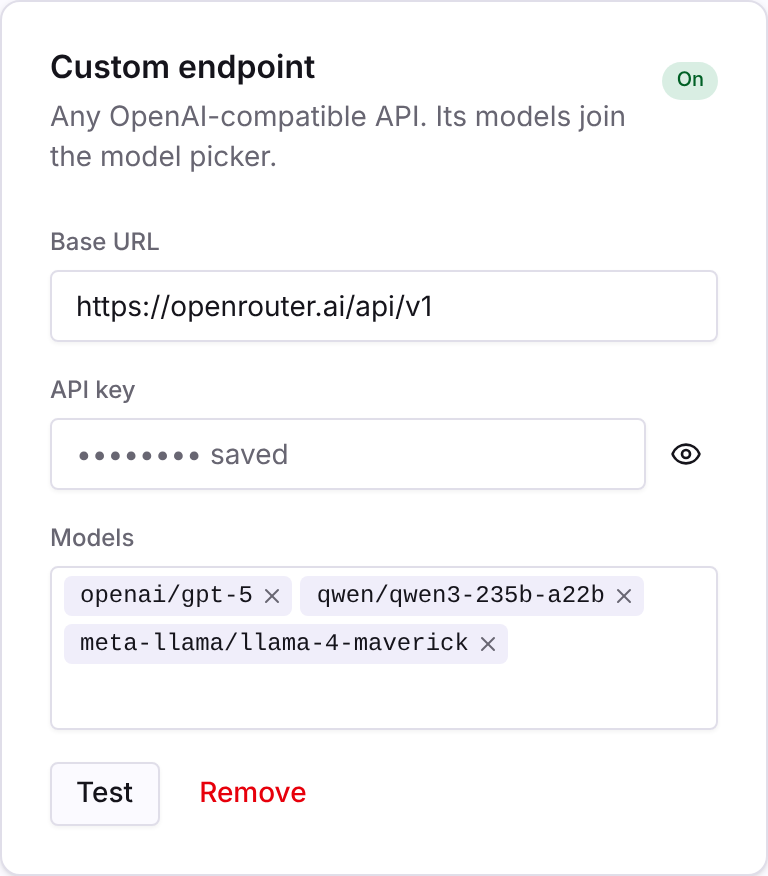 Custom endpoint
On
Any OpenAI-compatible API. Its models join
the model picker.
Base URL
https://openrouter.ai/api/v1
API key
•••••••• saved
Models
openai/gpt-5 ×
qwen/qwen3-235b-a22b ×
meta-llama/llama-4-maverick ×
Test
Remove